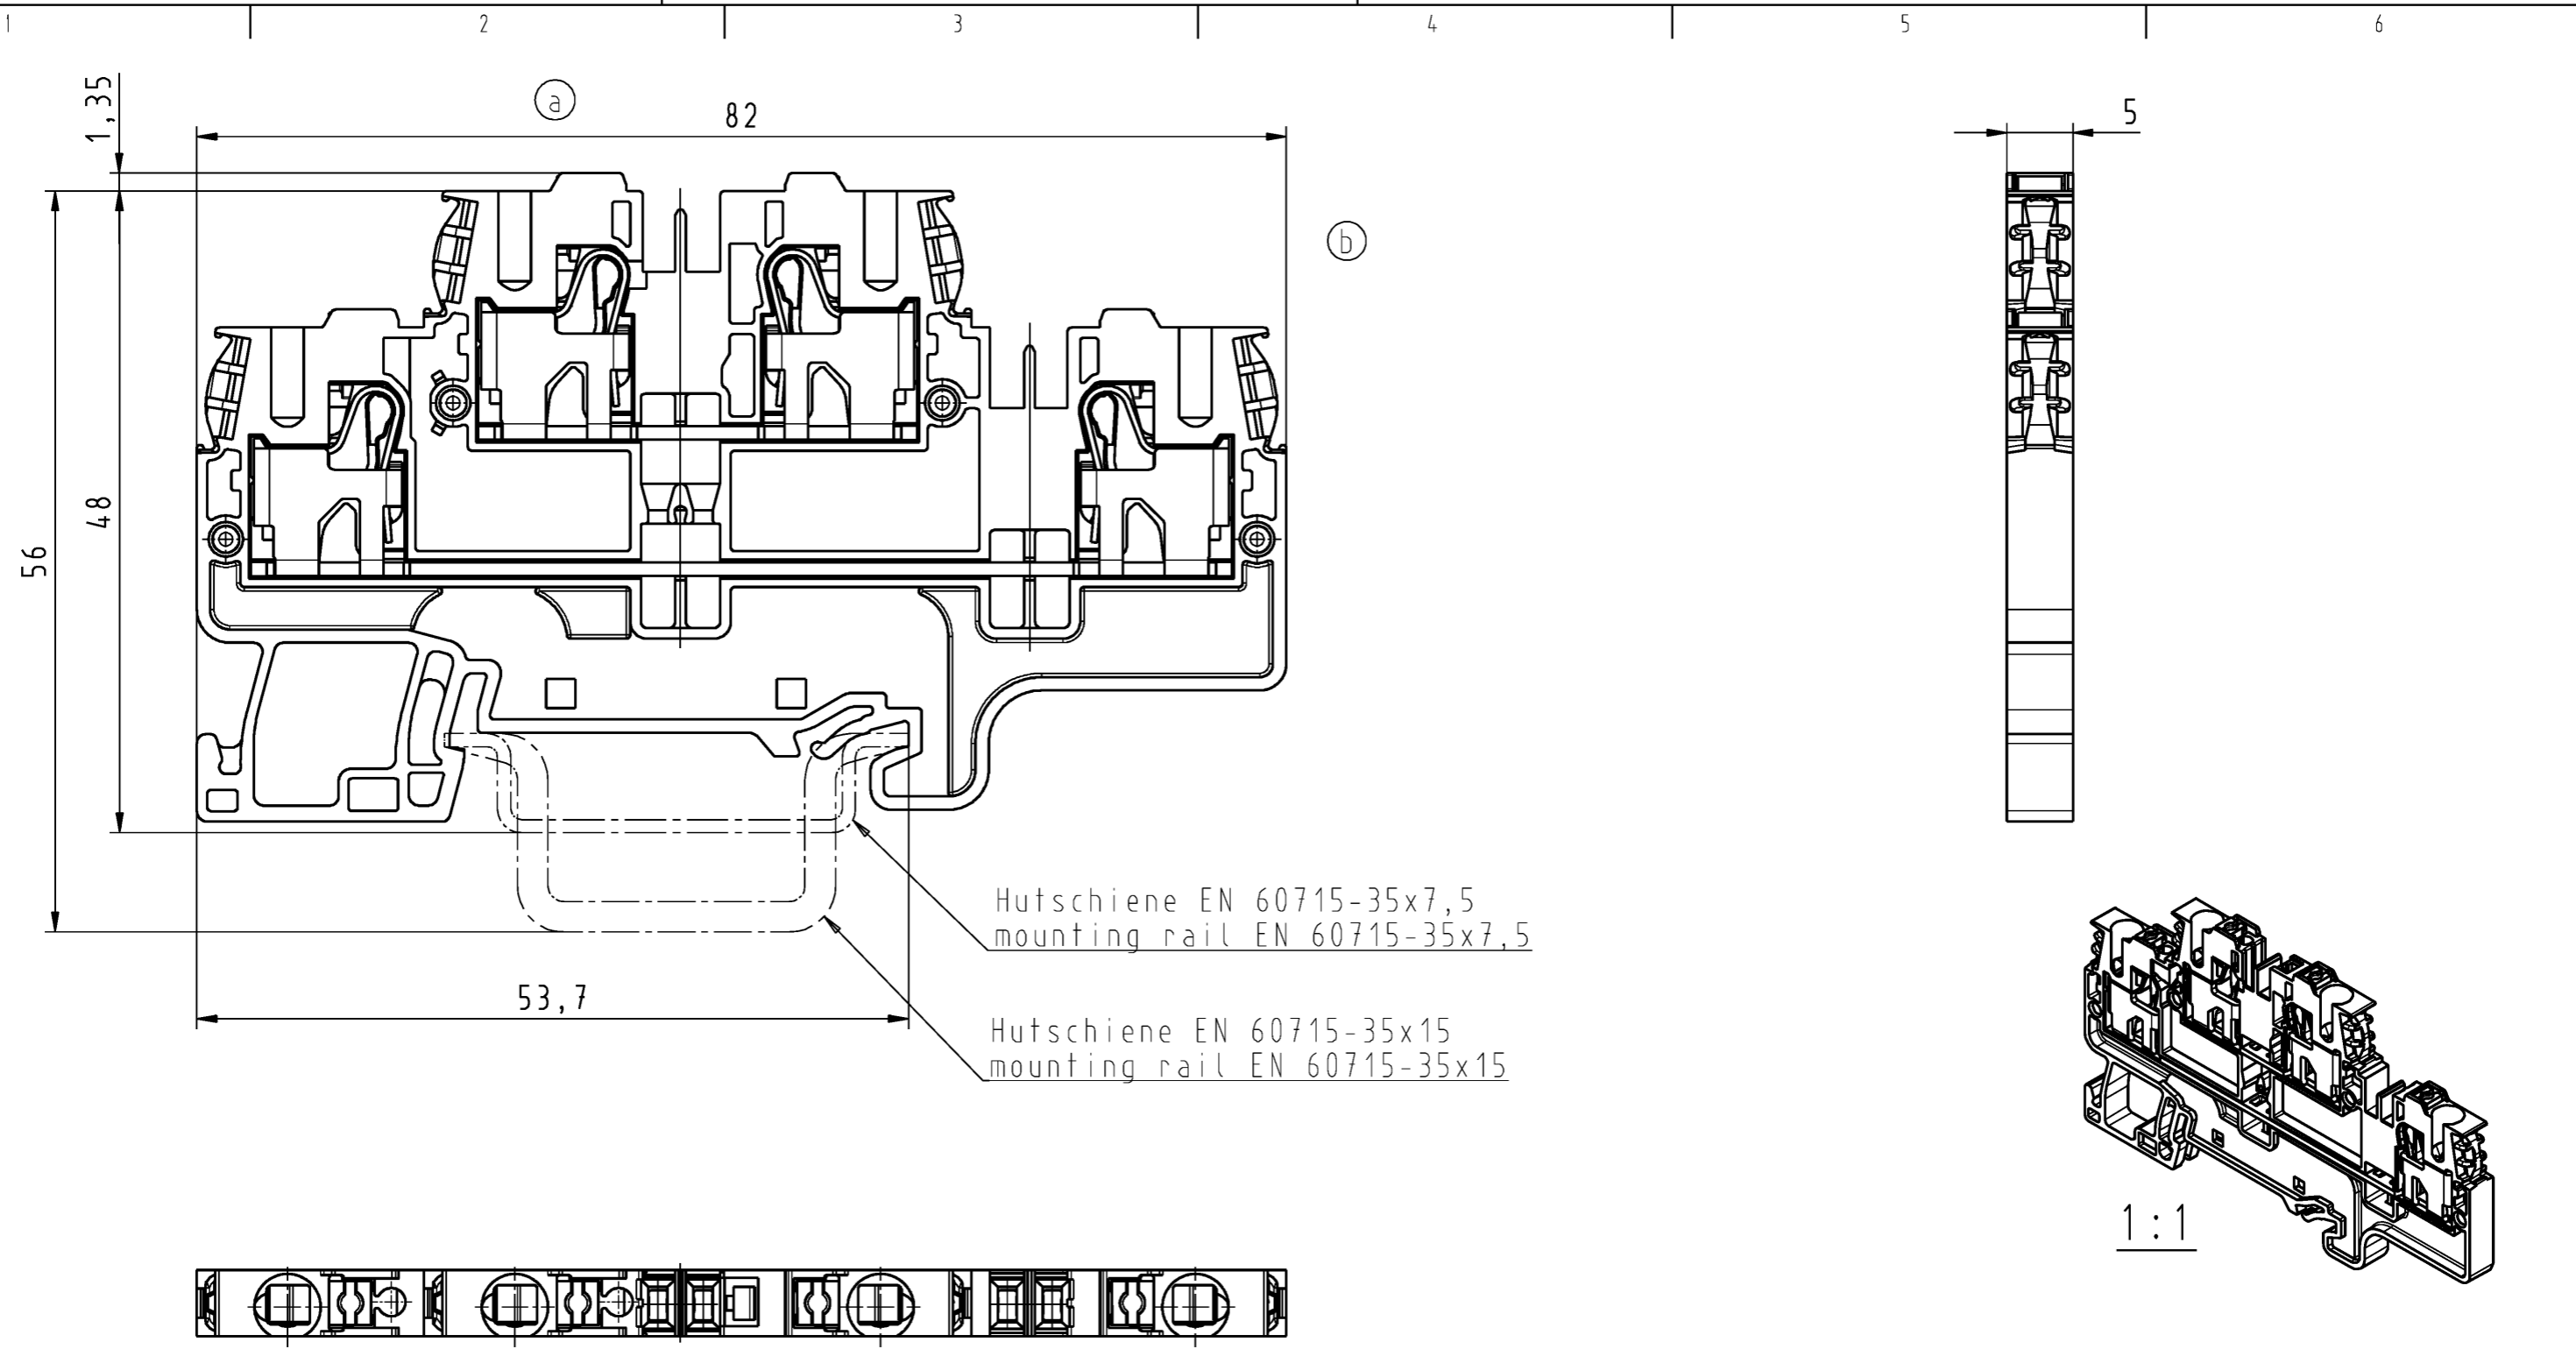 1 2 3 4 5 6
1,35
a
82
5
b
48
56
Hutschiene EN 60715-35x7,5
mounting rail EN 60715-35x7,5
53,7
Hutschiene EN 60715-35x15
mounting rail EN 60715-35x15
1:1